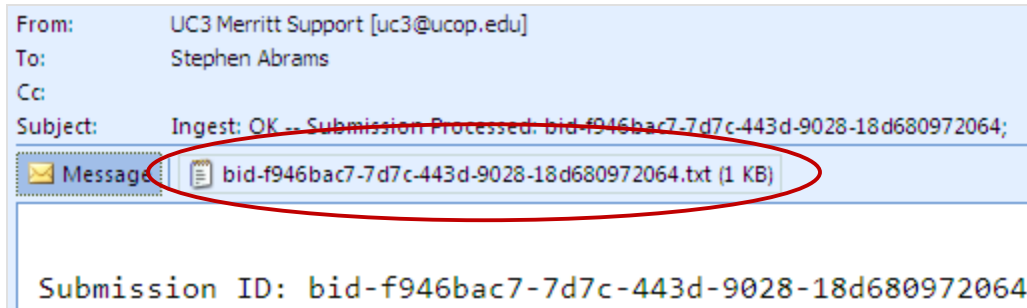 From: UC3 Merritt Support [uc3@ucop.edu]
To: Stephen Abrams
Cc:
Subject: Ingest: OK -- Submission Processed: bid-f946bac7-7d7c-443d-9028-18d680972064;
Message bid-f946bac7-7d7c-443d-9028-18d680972064.txt (1 KB)
Submission ID: bid-f946bac7-7d7c-443d-9028-18d680972064